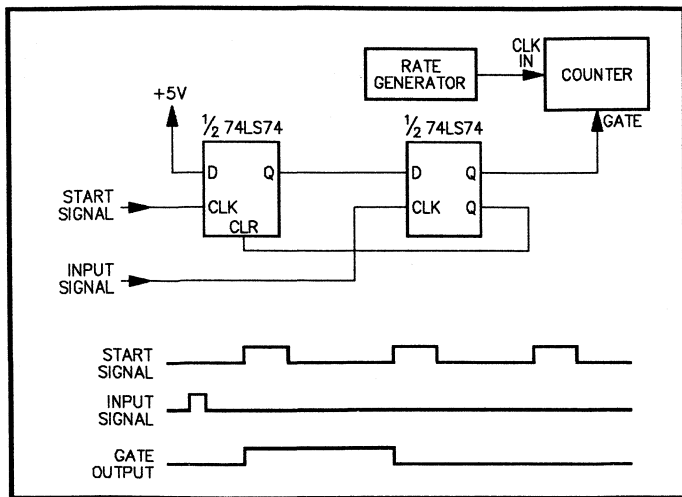 RATE
GENERATOR
CLK
IN
COUNTER
GATE
+5V
½ 74LS74
½ 74LS74
D Q
CLK
CLR
D Q
CLK Q
START
SIGNAL
INPUT
SIGNAL
START
SIGNAL
INPUT
SIGNAL
GATE
OUTPUT